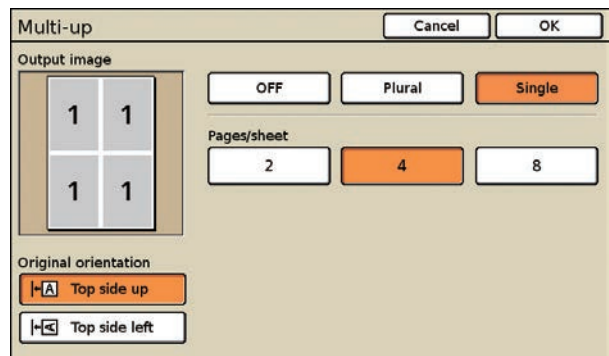 Multi-up
Cancel
OK
Output image
1 1
1 1
OFF
Plural
Single
Pages/sheet
2
4
8
Original orientation
A Top side up
A Top side left